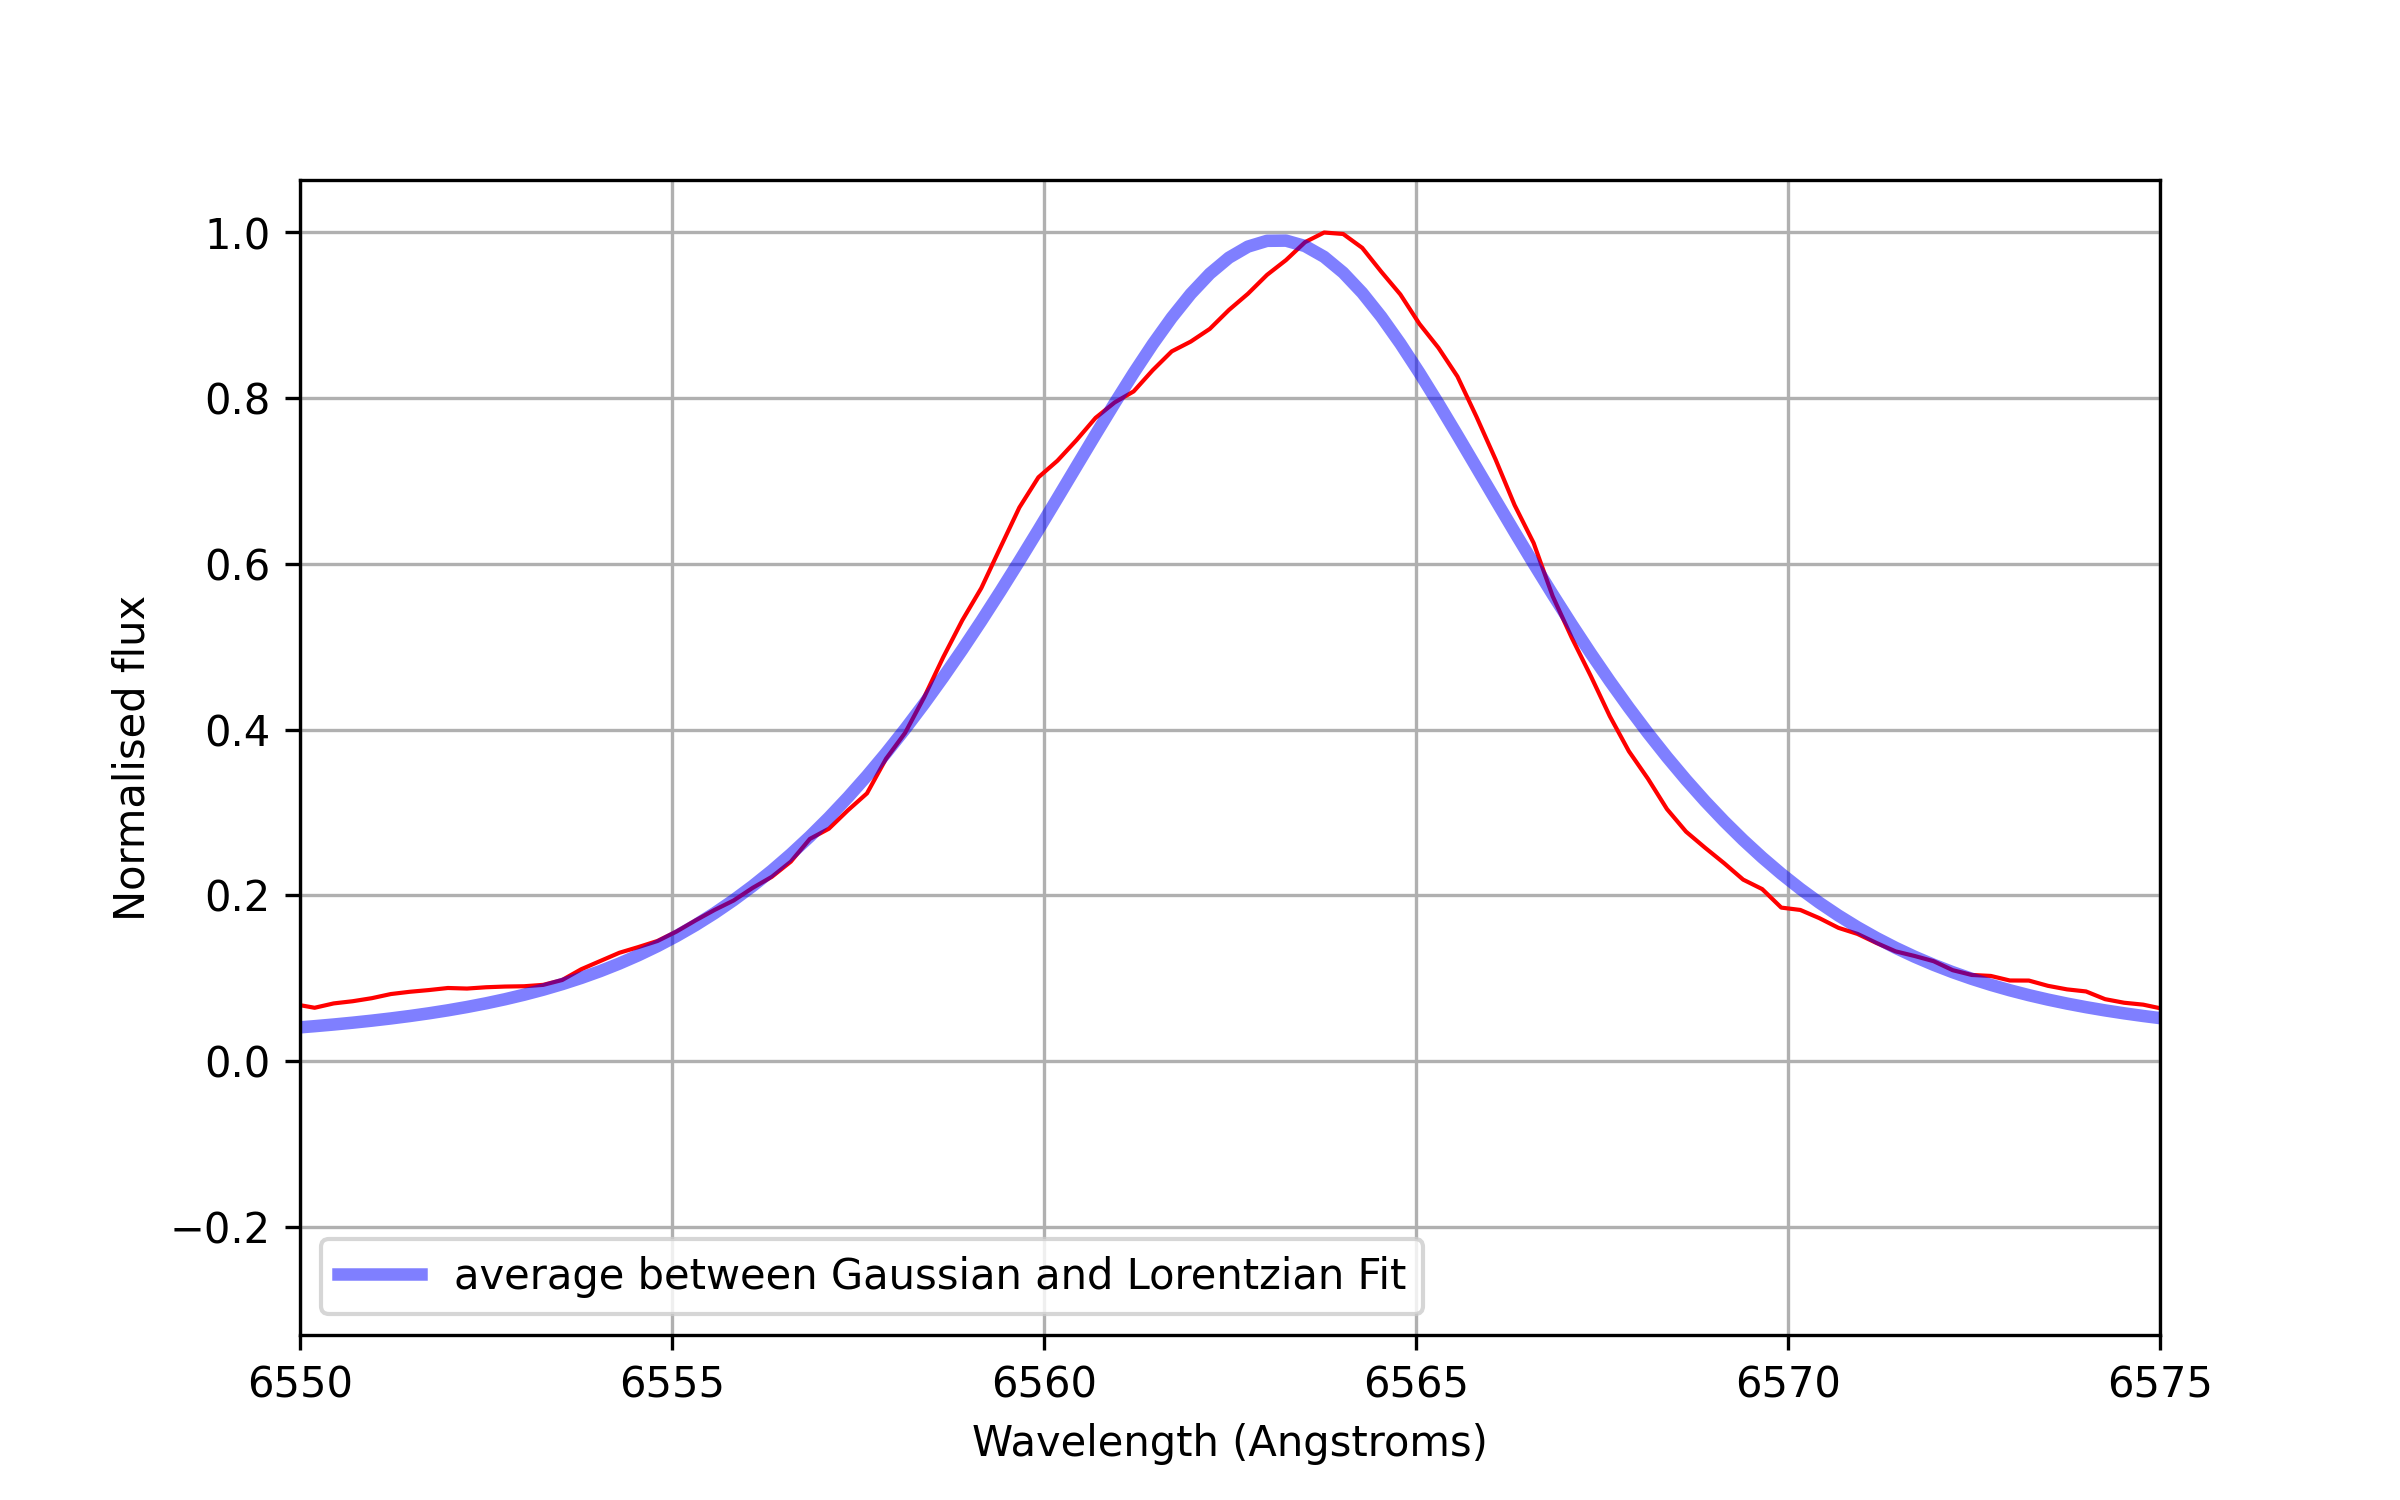 1.0
0.8
0.6
0.4
0.2
0.0
−0.2
Normalised flux
average between Gaussian and Lorentzian Fit
6550 6555 6560 6565 6570 6575
Wavelength (Angstroms)